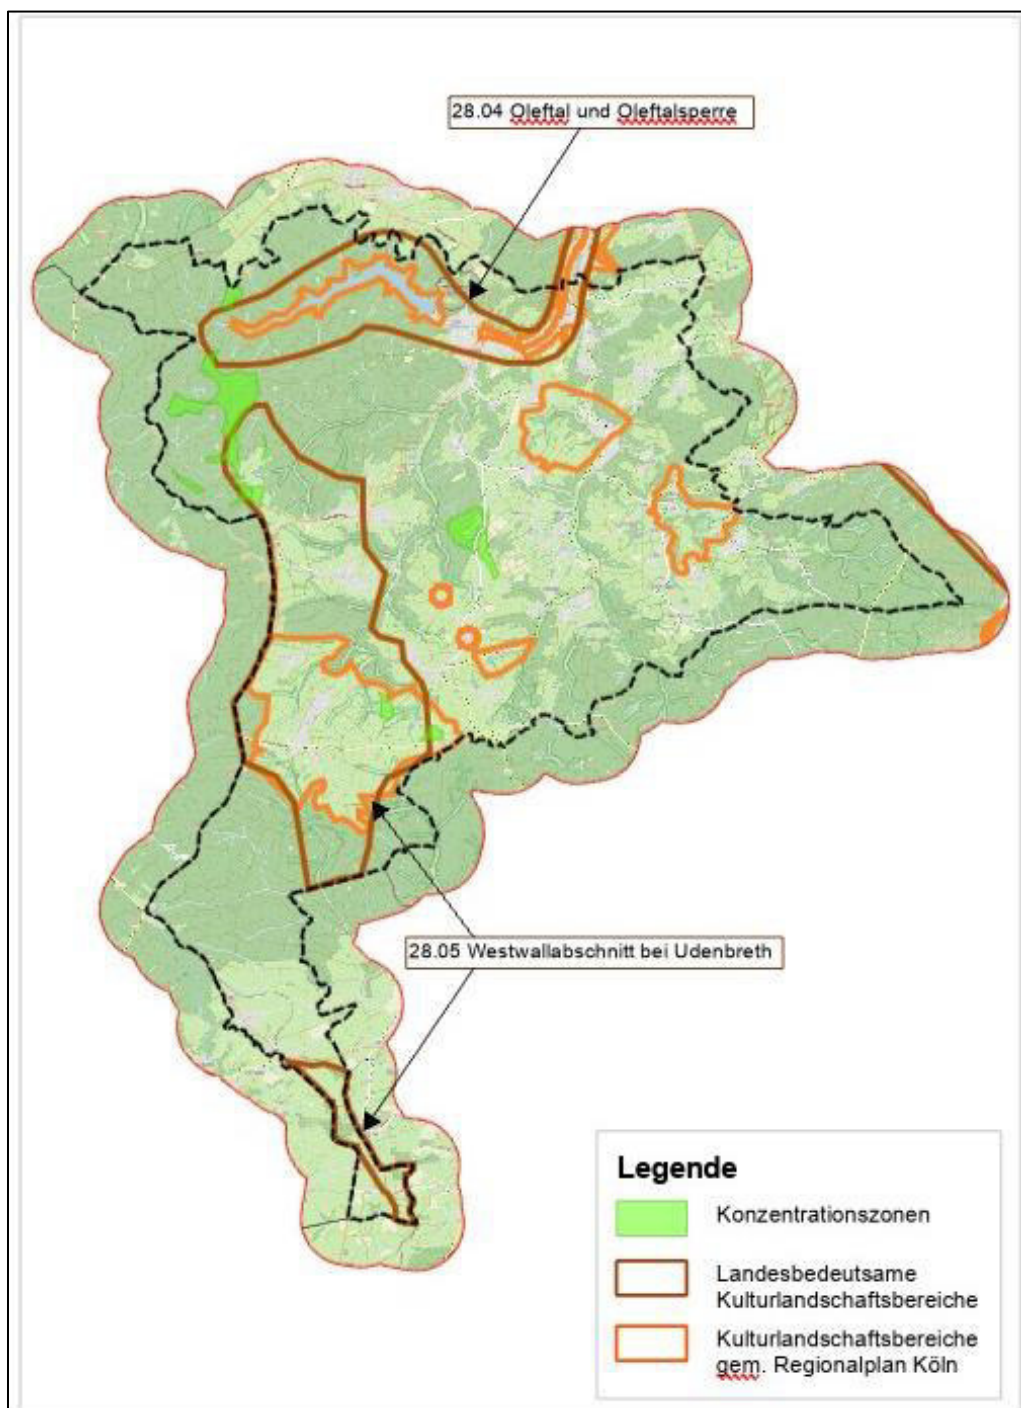 28.04 Oleftal und Oleftalsperre
28.05 Westwallabschnitt bei Udenbreth
Legende
Konzentrationszonen
Landesbedeutsame
Kulturlandschaftsbereiche
Kulturlandschaftsbereiche
gem. Regionalplan Köln